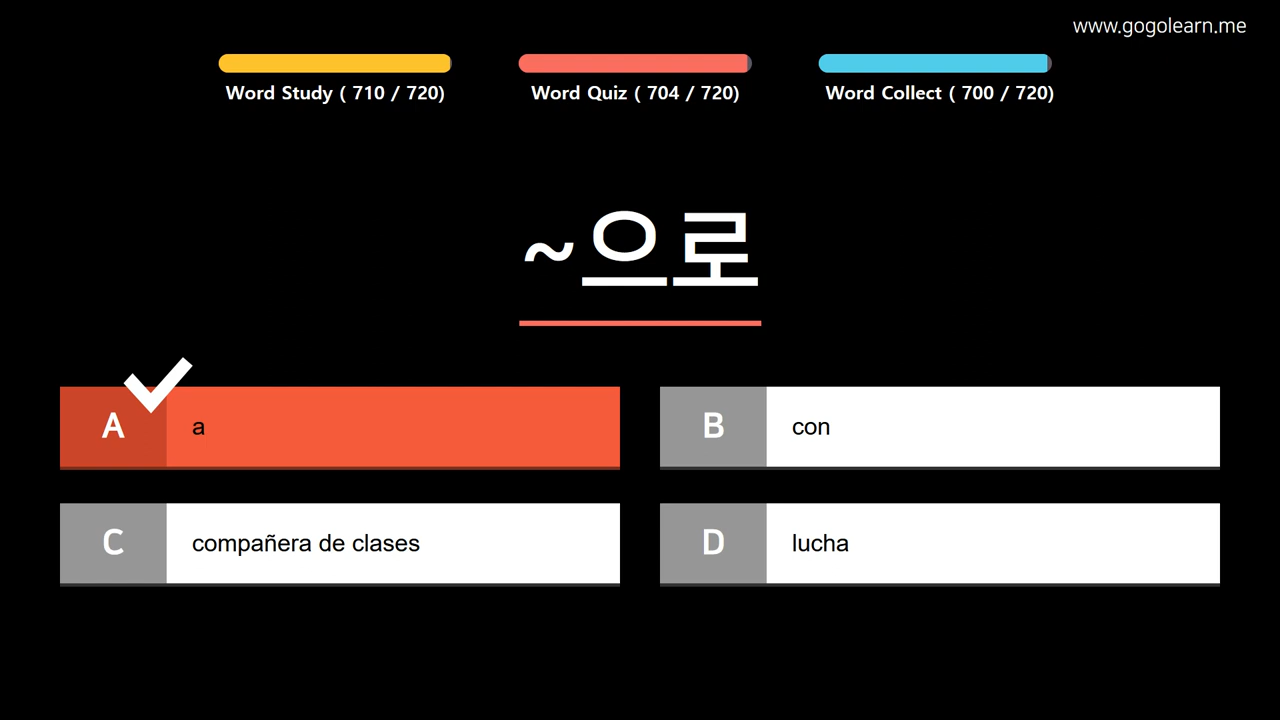 www.gogolearn.me
Word Study ( 710 / 720)
Word Quiz ( 704 / 720)
Word Collect ( 700 / 720)
~으로
A
a
B
con
C
compañera de clases
D
lucha